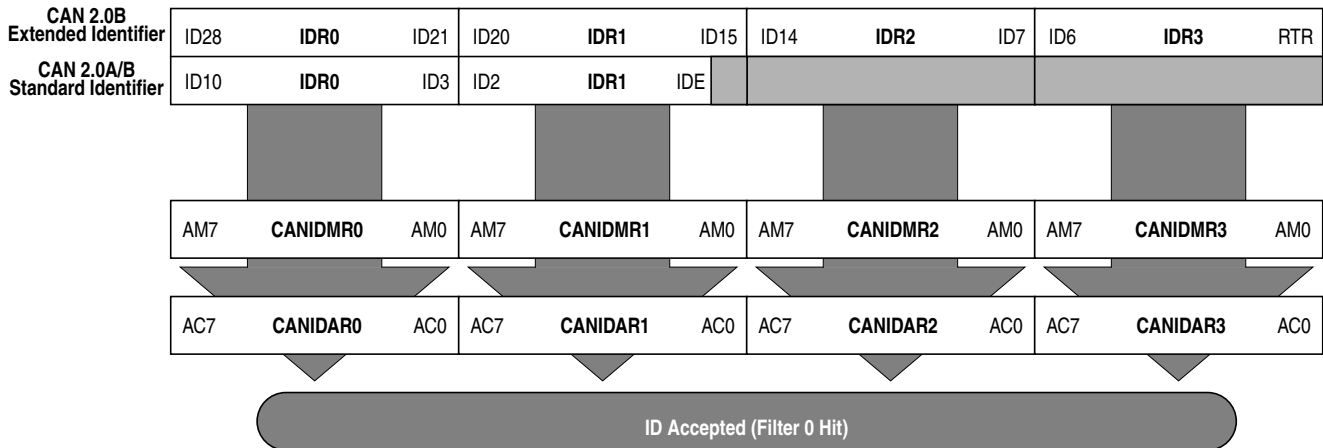 CAN 2.0B
Extended Identifier ID28 IDR0 ID21 ID20 IDR1 ID15 ID14 IDR2 ID7 ID6 IDR3 RTR
CAN 2.0A/B
Standard Identifier ID10 IDR0 ID3 ID2 IDR1 IDE
AM7 CANIDMR0 AM0 AM7 CANIDMR1 AM0 AM7 CANIDMR2 AM0 AM7 CANIDMR3 AM0
AC7 CANIDAR0 AC0 AC7 CANIDAR1 AC0 AC7 CANIDAR2 AC0 AC7 CANIDAR3 AC0
ID Accepted (Filter 0 Hit)